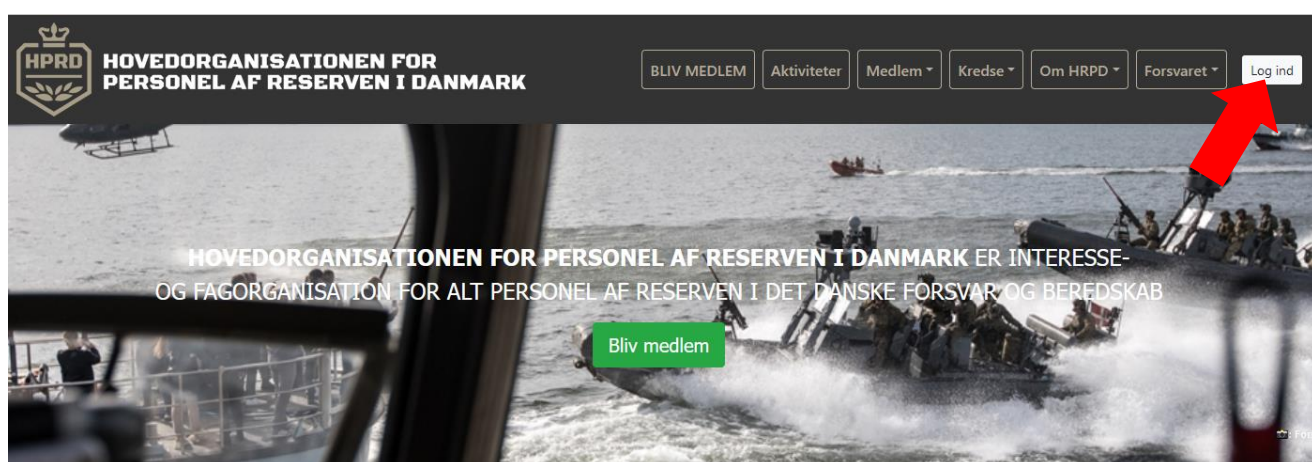 HPRD
HOVEDORGANISATIONEN FOR
PERSONEL AF RESERVEN I DANMARK
BLIV MEDLEM
Aktiviteter
Medlem
Kredse
Om HRPD
Forsvaret
Log ind
HOVEDORGANISATIONEN FOR PERSONEL AF RESERVEN I DANMARK ER INTERESSE-
OG FAGORGANISATION FOR ALT PERSONEL AF RESERVEN I DET DANSKE FORSVAR OG BEREDSKAB
Bliv medlem